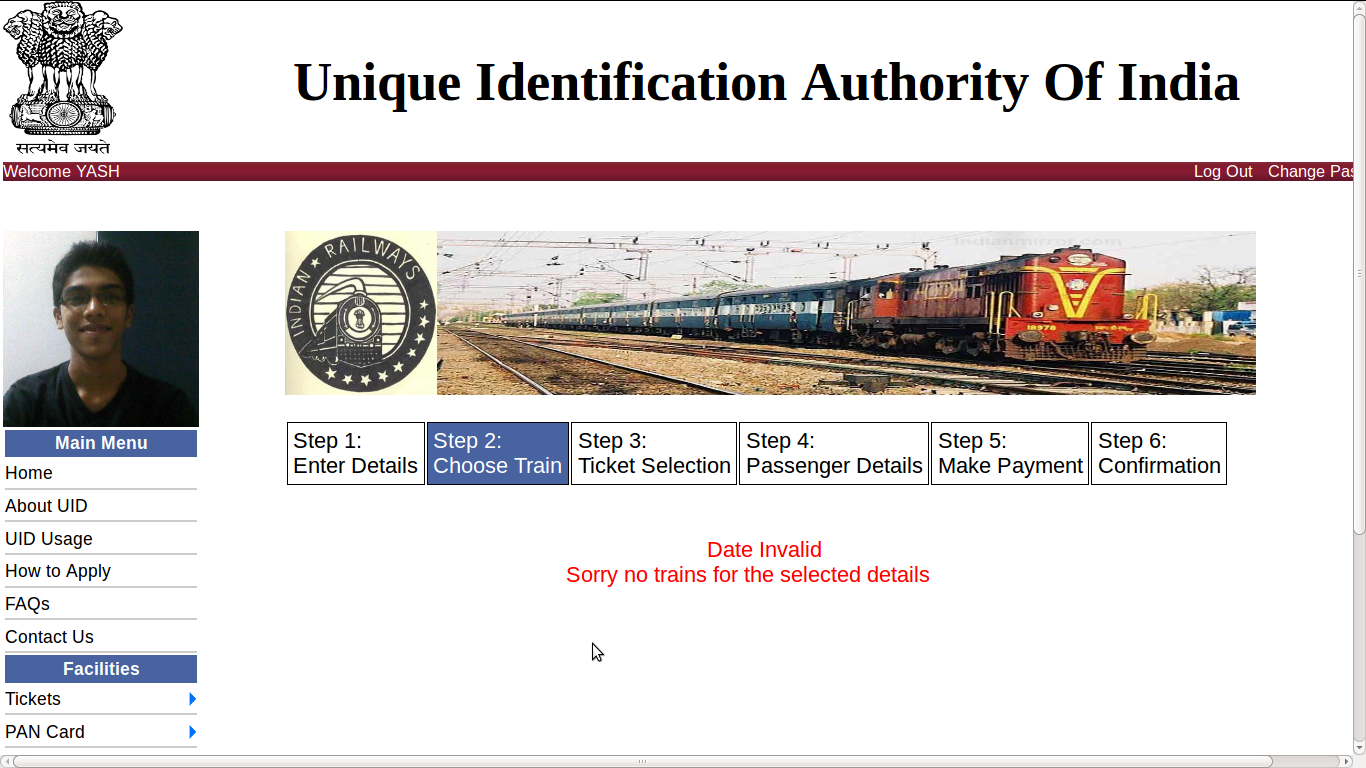 Unique Identification Authority Of India
सत्यमेव जयते
Welcome YASH
Log Out Change Pas
INDIAN ★ RAILWAYS
indianmirror.com
18978
Main Menu
Home
About UID
UID Usage
How to Apply
FAQs
Contact Us
Facilities
Tickets
PAN Card
Step 1:
Enter Details
Step 2:
Choose Train
Step 3:
Ticket Selection
Step 4:
Passenger Details
Step 5:
Make Payment
Step 6:
Confirmation
Date Invalid
Sorry no trains for the selected details